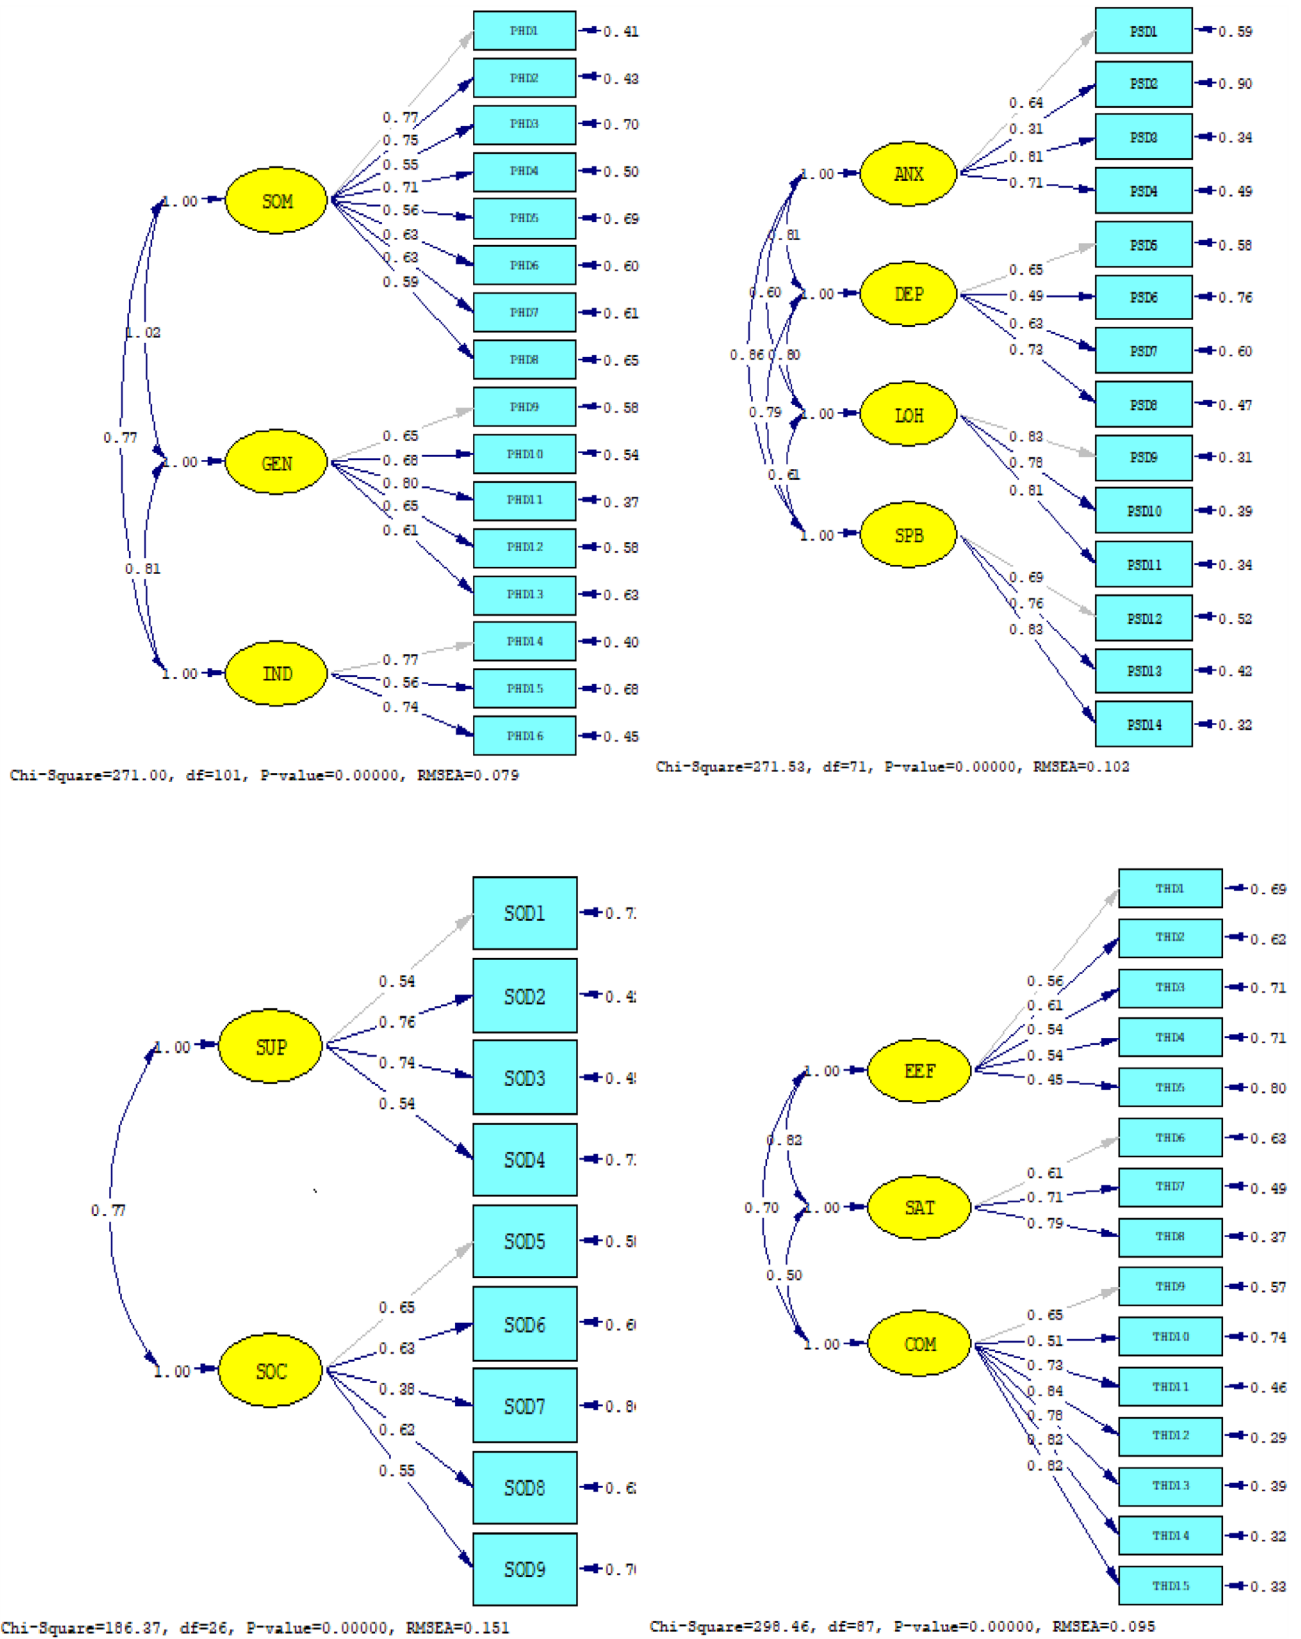 PHD1 0.41
PHD2 0.43
PHD3 0.70
PHD4 0.50
PHD5 0.69
PHD6 0.60
PHD7 0.61
PHD8 0.65
PHD9 0.58
PHD10 0.54
PHD11 0.37
PHD12 0.58
PHD13 0.63
PHD14 0.40
PHD15 0.68
PHD16 0.45
0.77
0.75
0.55
0.71
0.56
0.63
0.63
0.59
0.65
0.68
0.80
0.65
0.61
0.77
0.56
0.74
1.00 SOM
1.00 GEN
1.00 IND
1.02
0.77
0.81
Chi-Square=271.00, df=101, P-value=0.00000, RMSEA=0.079
PSD1 0.59
PSD2 0.90
PSD3 0.34
PSD4 0.49
PSD5 0.58
PSD6 0.76
PSD7 0.60
PSD8 0.47
PSD9 0.31
PSD10 0.39
PSD11 0.34
PSD12 0.52
PSD13 0.42
PSD14 0.32
0.64
0.31
0.81
0.71
0.65
0.49
0.63
0.73
0.83
0.78
0.81
0.69
0.76
0.83
1.00 ANX
1.00 DEP
1.00 LOH
1.00 SPB
0.81
0.60
0.86 0.80
0.79
0.61
Chi-Square=271.53, df=71, P-value=0.00000, RMSEA=0.102
SOD1
SOD2
SOD3
SOD4
SOD5
SOD6
SOD7
SOD8
SOD9
0.54
0.76
0.74
0.54
0.65
0.63
0.38
0.62
0.55
1.00 SUP
1.00 SOC
0.77
Chi-Square=186.37, df=26, P-value=0.00000, RMSEA=0.151
THD1 0.69
THD2 0.62
THD3 0.71
THD4 0.71
THD5 0.80
THD6 0.63
THD7 0.49
THD8 0.37
THD9 0.57
THD10 0.74
THD11 0.46
THD12 0.29
THD13 0.39
THD14 0.32
THD15 0.33
0.56
0.61
0.54
0.54
0.45
0.61
0.71
0.79
0.65
0.51
0.73
0.84
0.78
0.82
0.82
1.00 EEF
1.00 SAT
1.00 COM
0.82
0.70
0.50
Chi-Square=298.46, df=87, P-value=0.00000, RMSEA=0.095